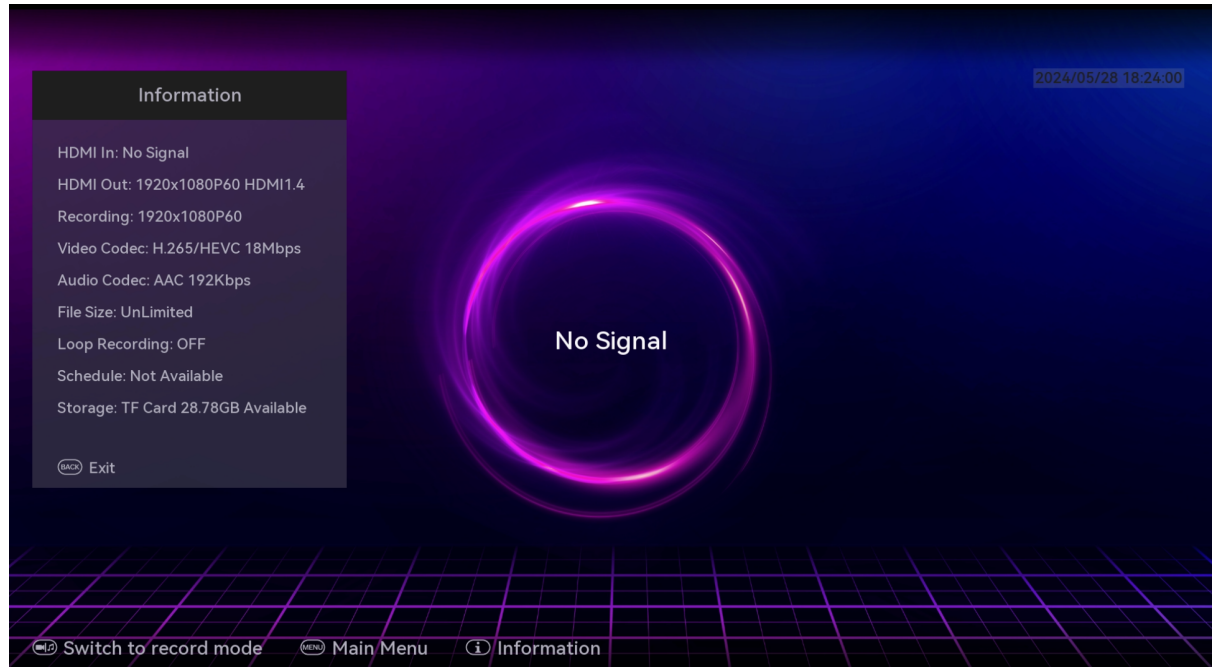 Information
2024/05/28 18:24:00
HDMI In: No Signal
HDMI Out: 1920x1080P60 HDMI1.4
Recording: 1920x1080P60
Video Codec: H.265/HEVC 18Mbps
Audio Codec: AAC 192Kbps
File Size: UnLimited
Loop Recording: OFF
Schedule: Not Available
Storage: TF Card 28.78GB Available
BACK Exit
No Signal
Switch to record mode
MENU Main Menu
i Information